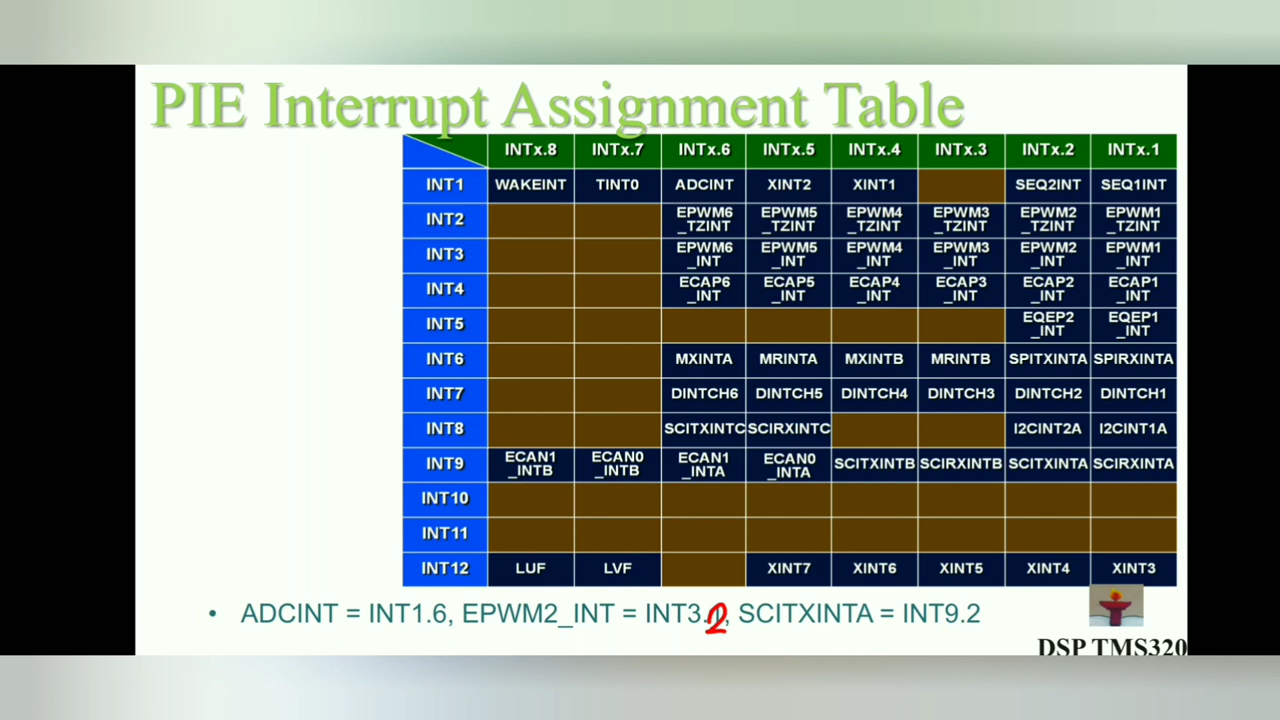 PIE Interrupt Assignment Table
INTx.8 INTx.7 INTx.6 INTx.5 INTx.4 INTx.3 INTx.2 INTx.1
INT1 WAKEINT TINT0 ADCINT XINT2 XINT1 SEQ2INT SEQ1INT
INT2 EPWM6_TZINT EPWM5_TZINT EPWM4_TZINT EPWM3_TZINT EPWM2_TZINT EPWM1_TZINT
INT3 EPWM6_INT EPWM5_INT EPWM4_INT EPWM3_INT EPWM2_INT EPWM1_INT
INT4 ECAP6_INT ECAP5_INT ECAP4_INT ECAP3_INT ECAP2_INT ECAP1_INT
INT5 EQEP2_INT EQEP1_INT
INT6 MXINTA MRINTA MXINTB MRINTB SPITXINTA SPIRXINTA
INT7 DINTCH6 DINTCH5 DINTCH4 DINTCH3 DINTCH2 DINTCH1
INT8 SCITXINTC SCIRXINTC I2CINT2A I2CINT1A
INT9 ECAN1_INTB ECAN0_INTB ECAN1_INTA ECAN0_INTA SCITXINTB SCIRXINTB SCITXINTA SCIRXINTA
INT10
INT11
INT12 LUF LVF XINT7 XINT6 XINT5 XINT4 XINT3
• ADCINT = INT1.6, EPWM2_INT = INT3.2, SCITXINTA = INT9.2
DSP TMS320